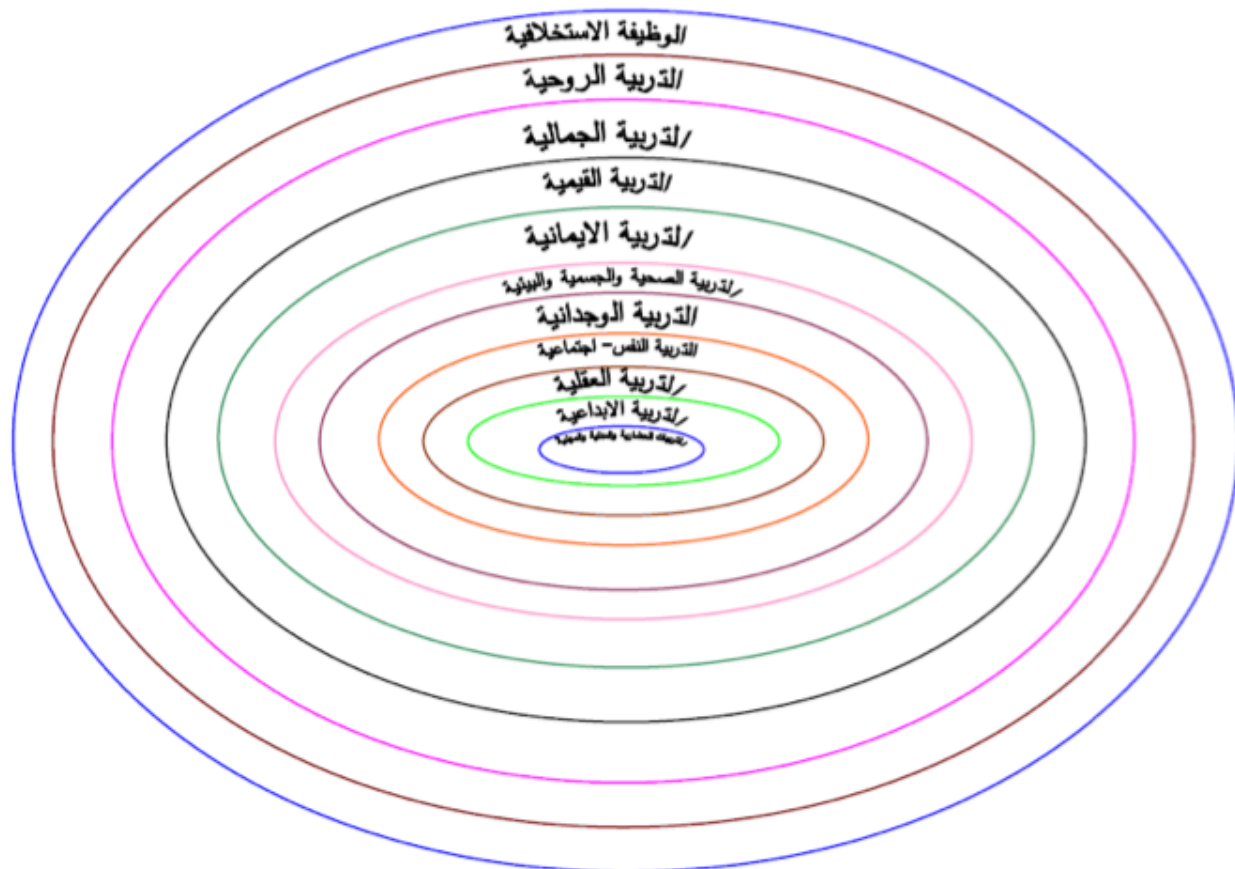 الوظيفة الاستخلافية
التربية الروحية
التربية الجمالية
التربية القيمية
التربية الايمانية
التربية الصحية والجسمية والبيئية
التربية الوجدانية
التربية النفس- اجتماعية
التربية العقلية
التربية الابداعية